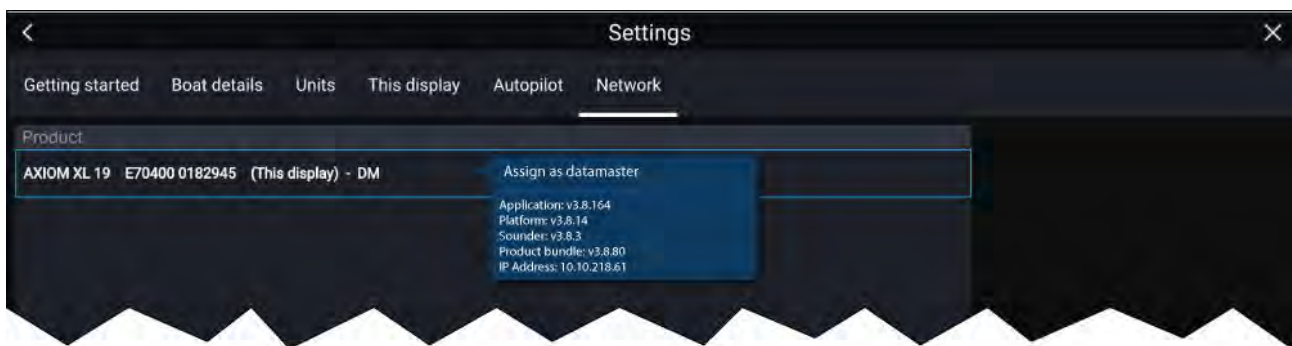 Settings
Getting started Boat details Units This display Autopilot Network
Product
AXIOM XL 19 E70400 0182945 (This display) - DM
Assign as datamaster
Application: v3.8.164
Platform: v3.8.14
Sounder: v3.8.3
Product bundle: v3.8.80
IP Address: 10.10.218.61